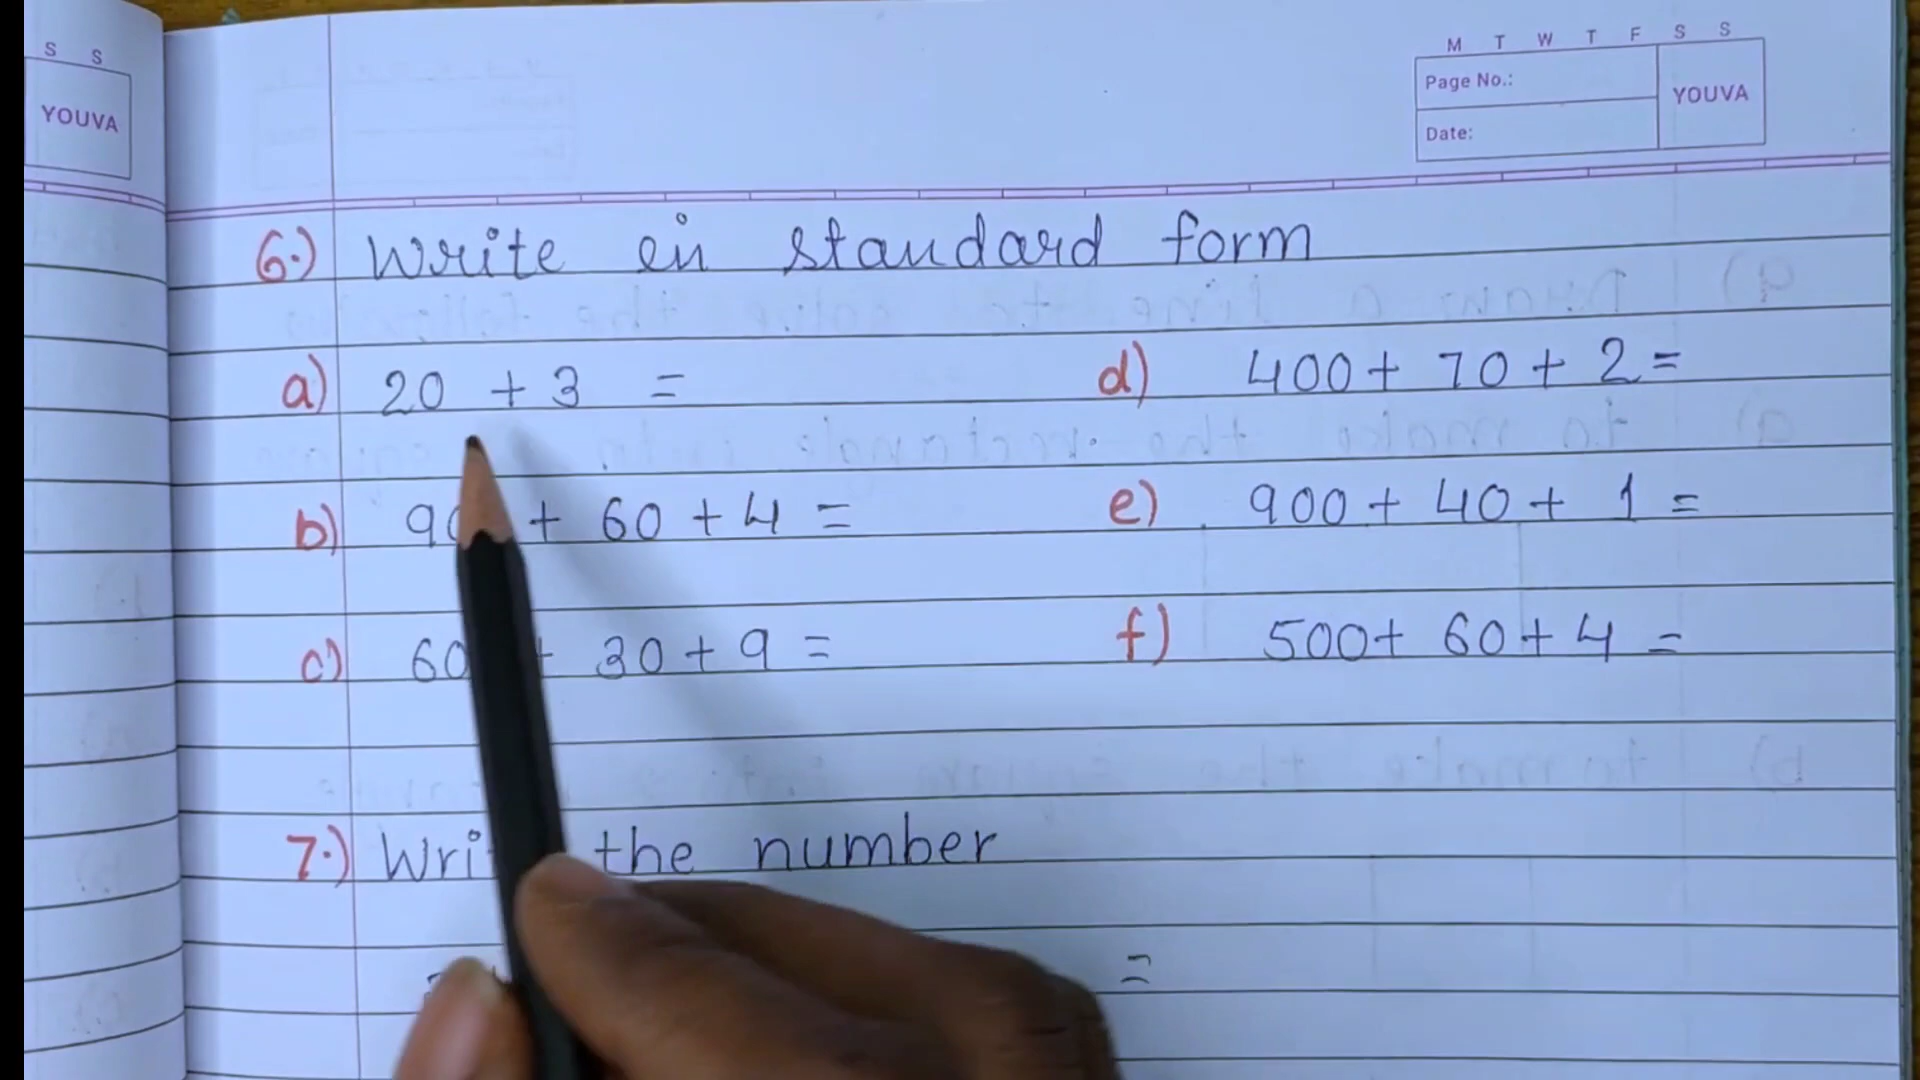 S S
YOUVA
M T W T F S S
Page No.:
YOUVA
Date:
6.) Write in standard form
a) 20 + 3 =
d) 400 + 70 + 2 =
b) + 60 + 4 =
e) 900 + 40 + 1 =
c) + 30 + 9 =
f) 500 + 60 + 4 =
7.) the number
=